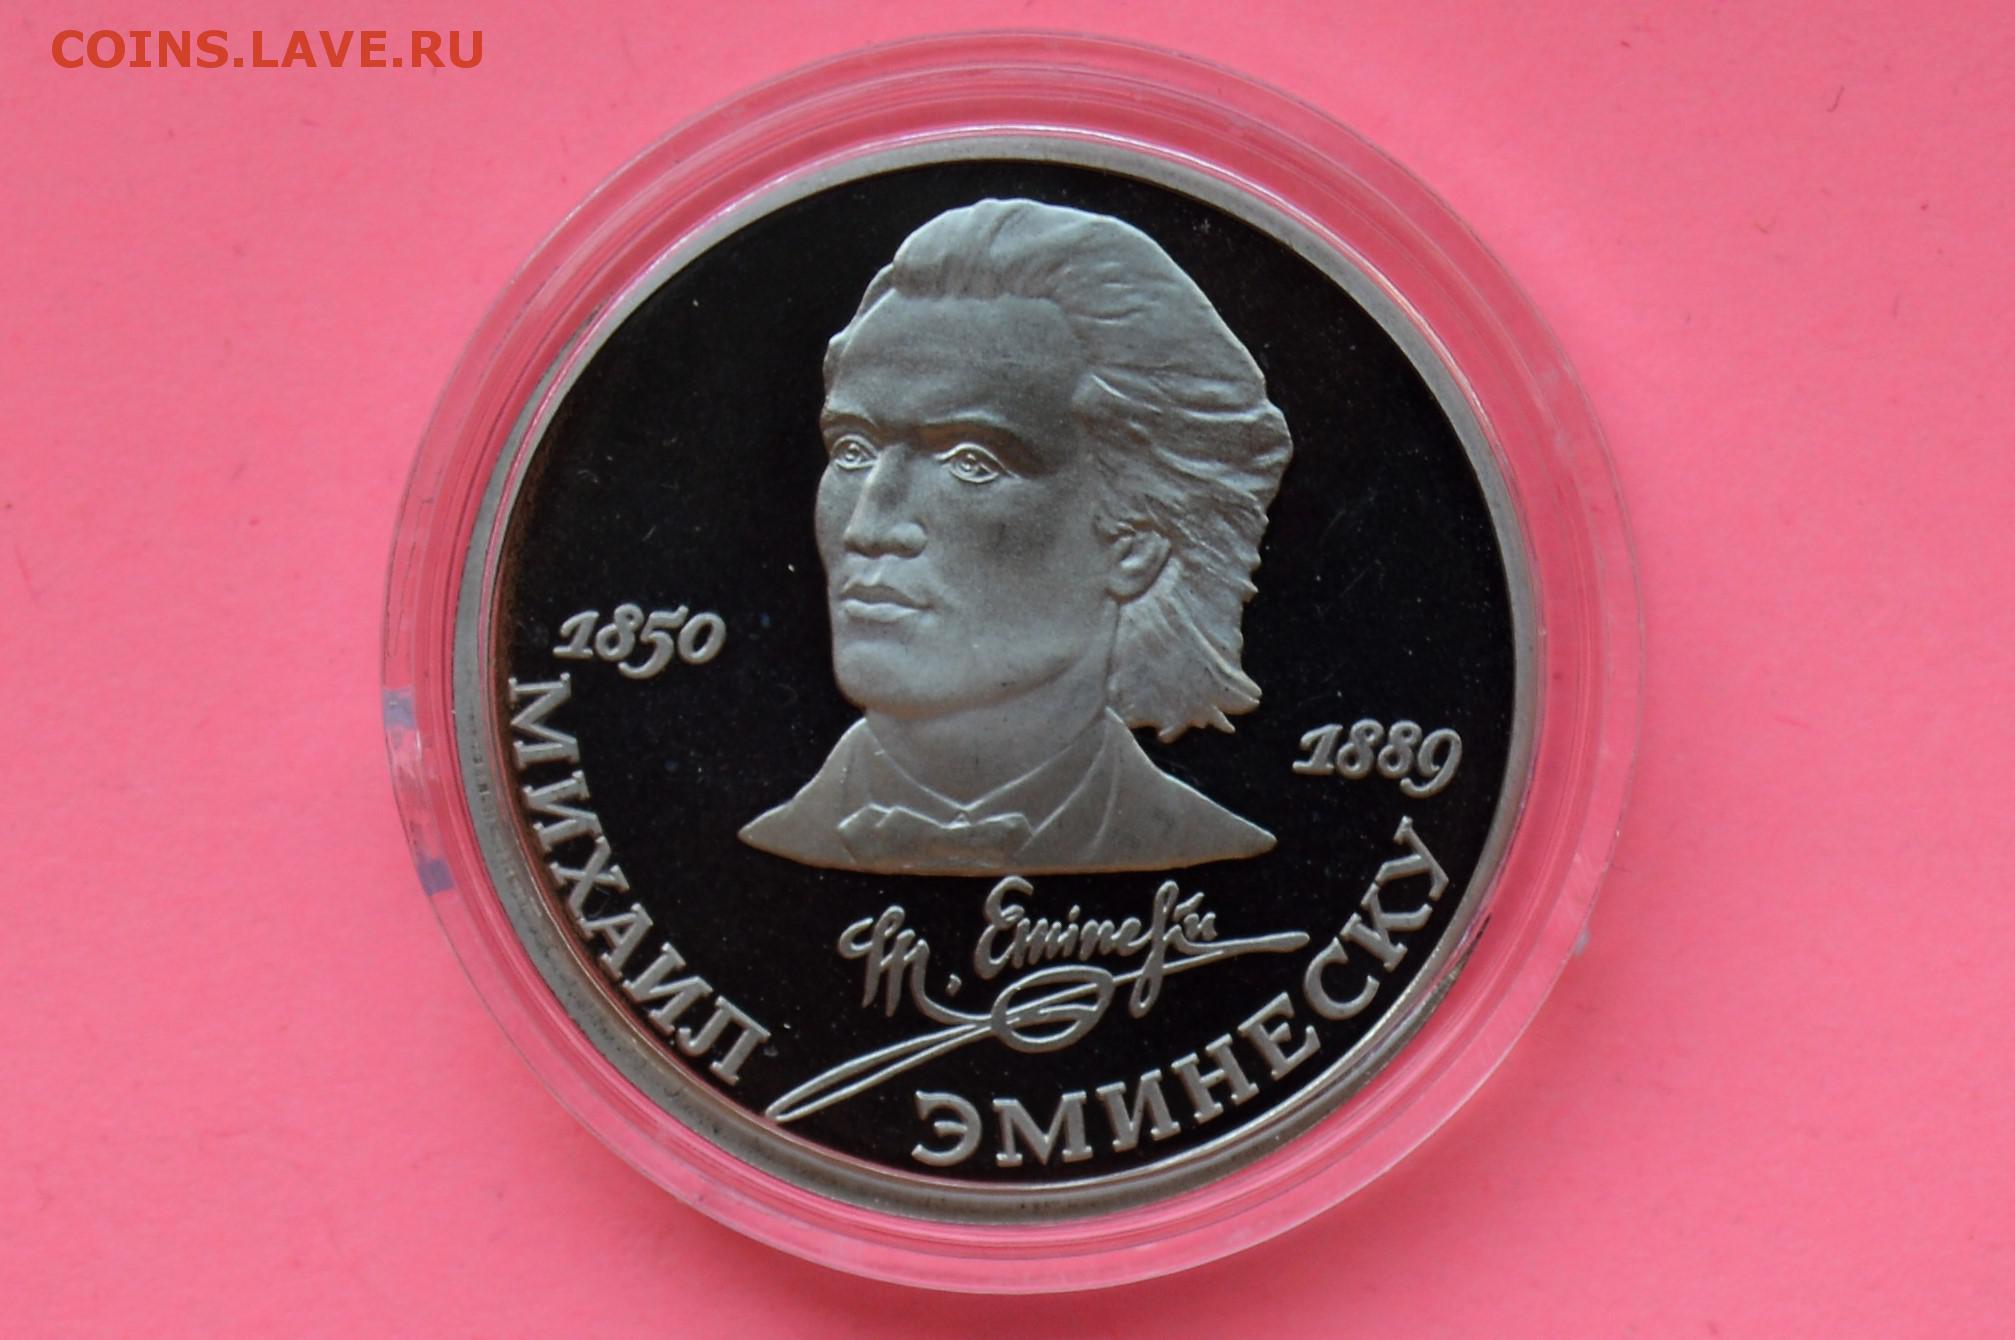 COINS.LAVE.RU
1850
1889
M. Eminescu
МИХАИЛ ЭМИНЕСКУ